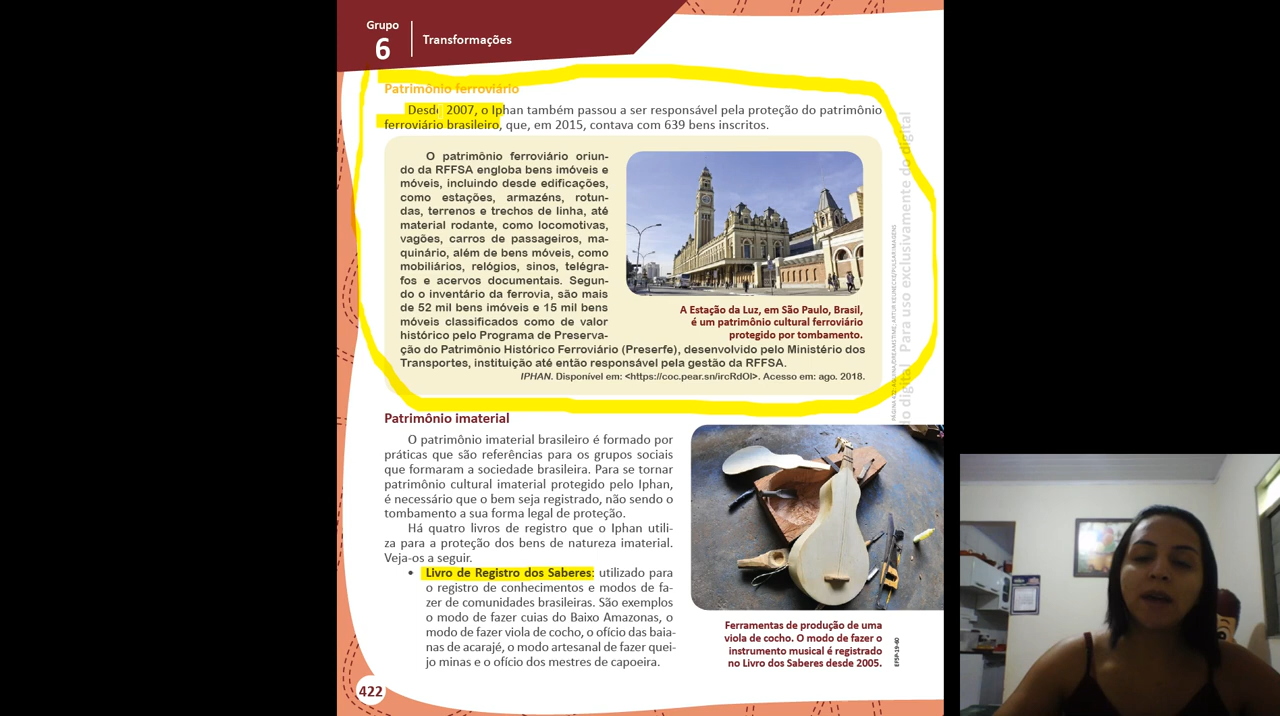 Grupo
6
Transformações
Patrimônio ferroviário
Desde 2007, o Iphan também passou a ser responsável pela proteção do patrimônio
ferroviário brasileiro, que, em 2015, contava com 639 bens inscritos.
O patrimônio ferroviário oriun-
do da RFFSA engloba bens imóveis e
móveis, incluindo desde edificações,
como estações, armazéns, rotun-
das, terrenos e trechos de linha, até
material rodante, como locomotivas,
vagões, carros de passageiros, ma-
quinário, além de bens móveis, como
mobiliários, relógios, sinos, telégra-
fos e acervos documentais. Segun-
do o inventário da ferrovia, são mais
de 52 mil bens imóveis e 15 mil bens
móveis classificados como de valor
histórico pelo Programa de Preserva-
ção do Patrimônio Histórico Ferroviário (Preserfe), desenvolvido pelo Ministério dos
Transportes, instituição até então responsável pela gestão da RFFSA.
IPHAN. Disponível em: <https://coc.pear.sn/ircRdOl>. Acesso em: ago. 2018.
A Estação da Luz, em São Paulo, Brasil,
é um patrimônio cultural ferroviário
protegido por tombamento.
Patrimônio imaterial
O patrimônio imaterial brasileiro é formado por
práticas que são referências para os grupos sociais
que formaram a sociedade brasileira. Para se tornar
patrimônio cultural imaterial protegido pelo Iphan,
é necessário que o bem seja registrado, não sendo o
tombamento a sua forma legal de proteção.
Há quatro livros de registro que o Iphan utili-
za para a proteção dos bens de natureza imaterial.
Veja-os a seguir.
• Livro de Registro dos Saberes: utilizado para
o registro de conhecimentos e modos de fa-
zer de comunidades brasileiras. São exemplos
o modo de fazer cuias do Baixo Amazonas, o
modo de fazer viola de cocho, o ofício das baia-
nas de acarajé, o modo artesanal de fazer quei-
jo minas e o ofício dos mestres de capoeira.
Ferramentas de produção de uma
viola de cocho. O modo de fazer o
instrumento musical é registrado
no Livro dos Saberes desde 2005.
422
EFSP-19-60
do digital Para uso exclusivamente do digital